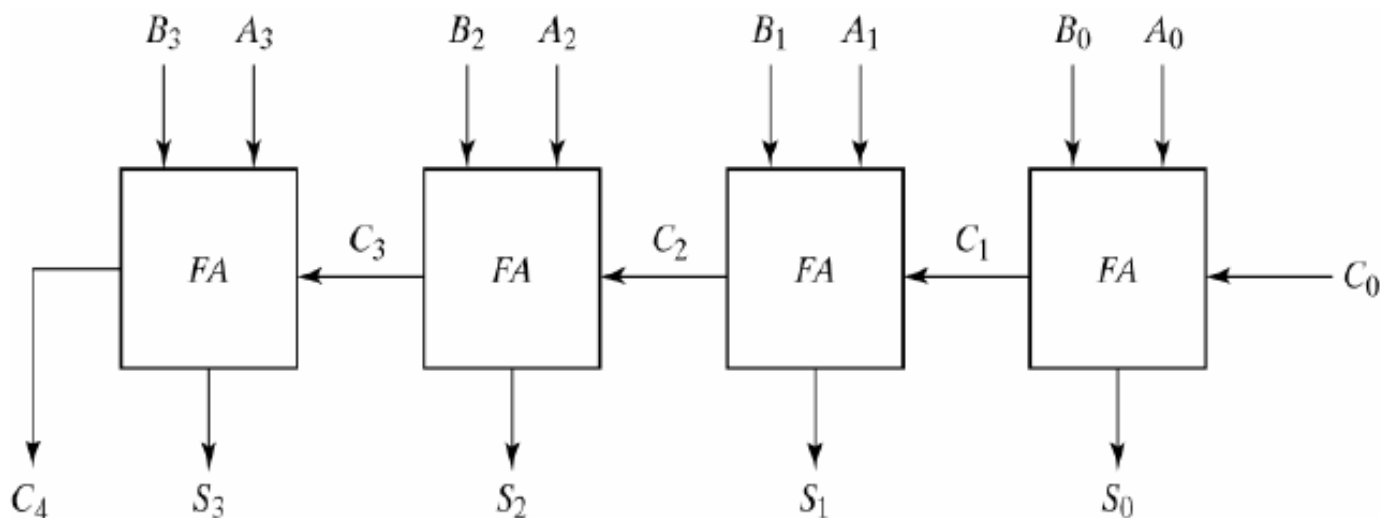 B₃ A₃ B₂ A₂ B₁ A₁ B₀ A₀
C₃ C₂ C₁
FA FA FA FA C₀
C₄ S₃ S₂ S₁ S₀